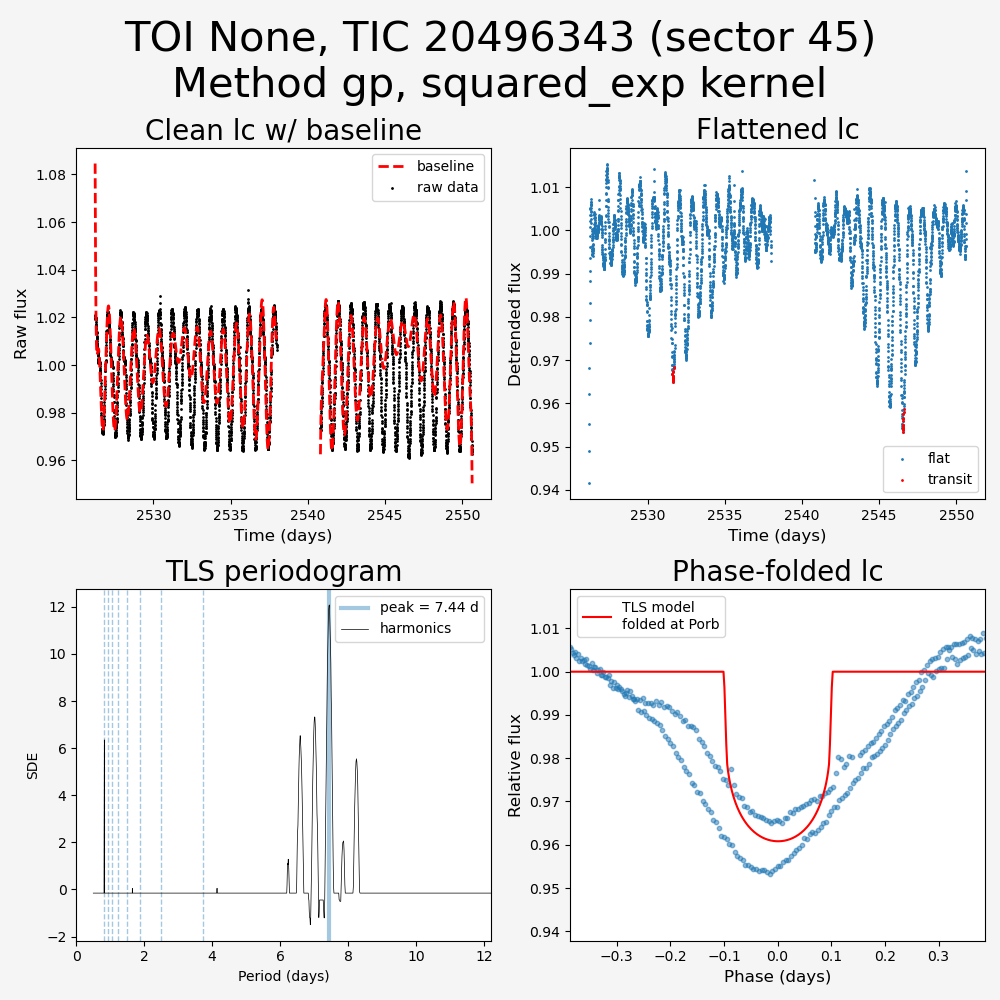 TOI None, TIC 20496343 (sector 45)
Method gp, squared_exp kernel
Clean lc w/ baseline
Raw flux
1.08
1.06
1.04
1.02
1.00
0.98
0.96
baseline
raw data
2530
2535
2540
2545
2550
Time (days)
Flattened lc
Detrended flux
1.01
1.00
0.99
0.98
0.97
0.96
0.95
0.94
flat
transit
2530
2535
2540
2545
2550
Time (days)
TLS periodogram
SDE
12
10
8
6
4
2
0
−2
peak = 7.44 d
harmonics
0
2
4
6
8
10
12
Period (days)
Phase-folded lc
Relative flux
1.01
1.00
0.99
0.98
0.97
0.96
0.95
0.94
TLS model
folded at Porb
−0.3
−0.2
−0.1
0.0
0.1
0.2
0.3
Phase (days)